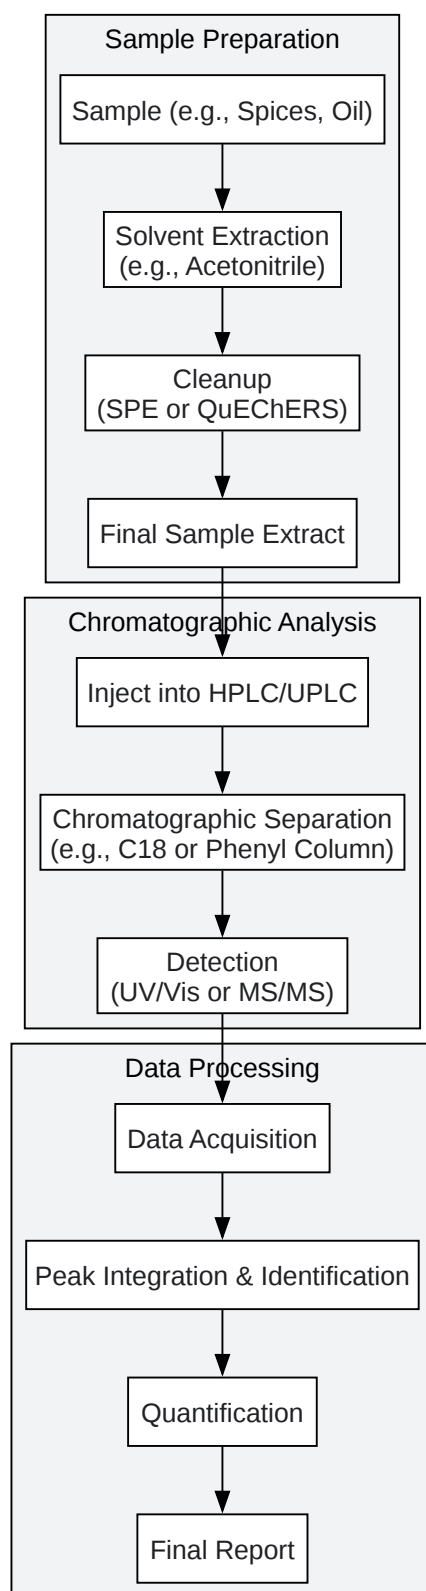 Sample Preparation
Sample (e.g., Spices, Oil)
Solvent Extraction
(e.g., Acetonitrile)
Cleanup
(SPE or QuEChERS)
Final Sample Extract
Chromatographic Analysis
Inject into HPLC/UPLC
Chromatographic Separation
(e.g., C18 or Phenyl Column)
Detection
(UV/Vis or MS/MS)
Data Processing
Data Acquisition
Peak Integration & Identification
Quantification
Final Report